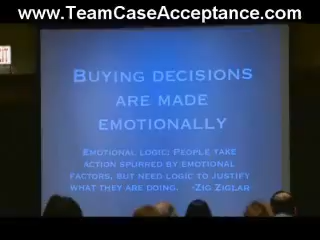 www.TeamCaseAcceptance.com
BUYING DECISIONS
ARE MADE
EMOTIONALLY
EMOTIONAL LOGIC: PEOPLE TAKE
ACTION SPURRED BY EMOTIONAL
FACTORS, BUT NEED LOGIC TO JUSTIFY
WHAT THEY ARE DOING. -ZIG ZIGLAR